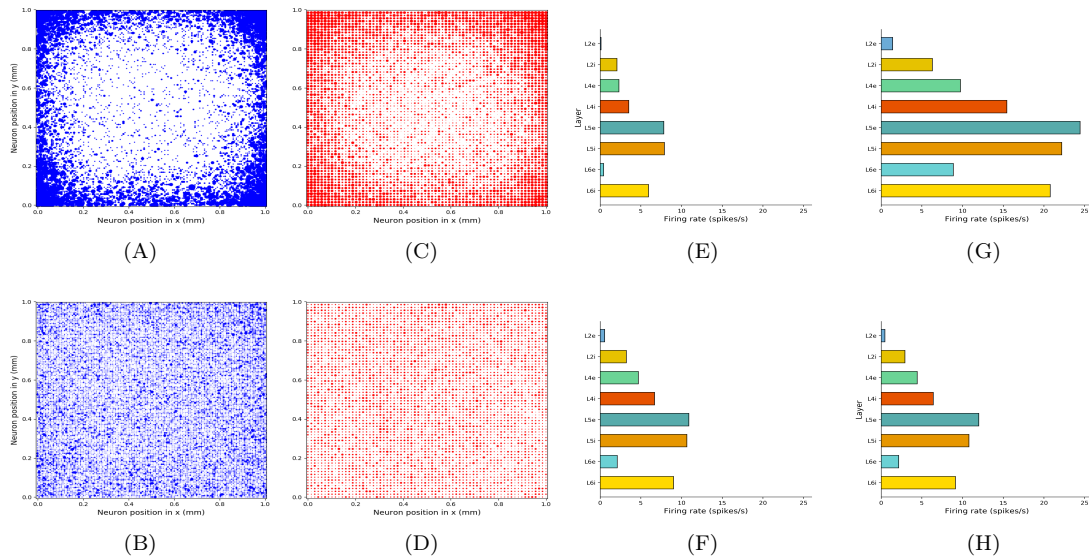 Neuron position in y (mm)
1.0
0.8
0.6
0.4
0.2
0.0
0.0 0.2 0.4 0.6 0.8 1.0
Neuron position in x (mm)
(A)
1.0
0.8
0.6
0.4
0.2
0.0
0.0 0.2 0.4 0.6 0.8 1.0
Neuron position in x (mm)
(C)
L2e
L2i
L4e
L4i
L5e
L5i
L6e
L6i
0 5 10 15 20 25
Firing rate (spikes/s)
(E)
Layer
L2e
L2i
L4e
L4i
L5e
L5i
L6e
L6i
0 5 10 15 20 25
Firing rate (spikes/s)
(G)
Neuron position in y (mm)
1.0
0.8
0.6
0.4
0.2
0.0
0.0 0.2 0.4 0.6 0.8 1.0
Neuron position in x (mm)
(B)
1.0
0.8
0.6
0.4
0.2
0.0
0.0 0.2 0.4 0.6 0.8 1.0
Neuron position in x (mm)
(D)
L2e
L2i
L4e
L4i
L5e
L5i
L6e
L6i
0 5 10 15 20 25
Firing rate (spikes/s)
(F)
Layer
L2e
L2i
L4e
L4i
L5e
L5i
L6e
L6i
0 5 10 15 20 25
Firing rate (spikes/s)
(H)